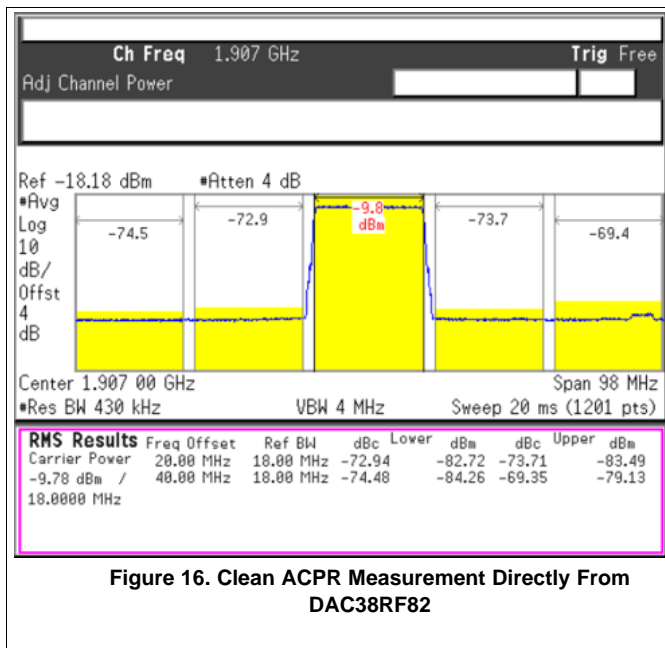 Ch Freq 1.907 GHz Trig Free
Adj Channel Power
Ref -18.18 dBm #Atten 4 dB
#Avg
Log
10
dB/
Offst
4
dB
-74.5 -72.9 -9.8 dBm -73.7 -69.4
Center 1.907 00 GHz Span 98 MHz
#Res BW 430 kHz VBW 4 MHz Sweep 20 ms (1201 pts)
RMS Results Freq Offset Ref BW dBc Lower dBm dBc Upper dBm
Carrier Power 20.00 MHz 18.00 MHz -72.94 -82.72 -73.71 -83.49
-9.78 dBm / 40.00 MHz 18.00 MHz -74.48 -84.26 -69.35 -79.13
18.0000 MHz
Figure 16. Clean ACPR Measurement Directly From
DAC38RF82